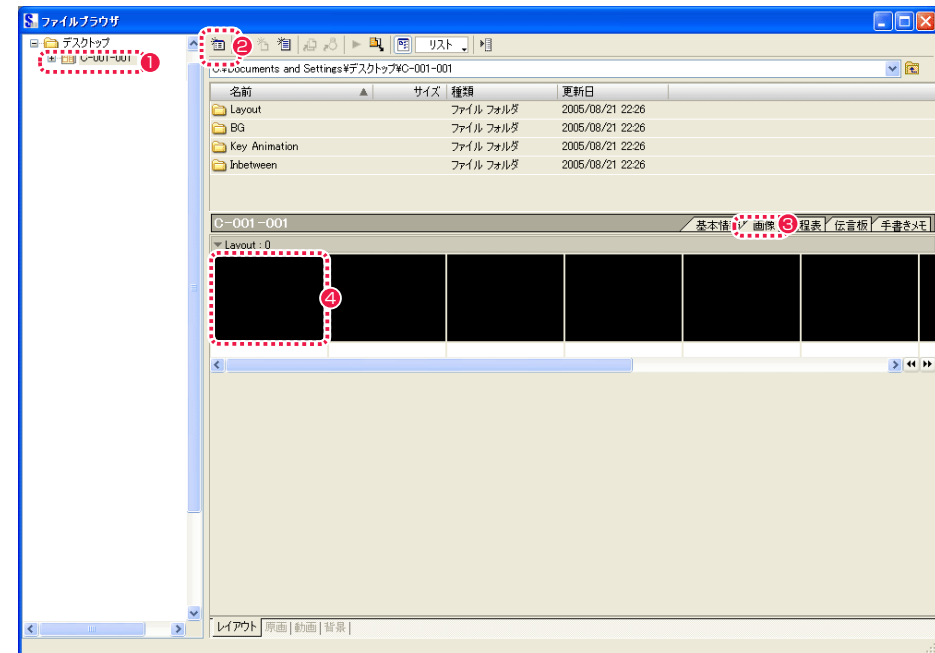 ファイルブラウザ
デスクトップ
C-001-001
1
2
リスト
C:¥Documents and Settings¥デスクトップ¥C-001-001
名前 サイズ 種類 更新日
Layout ファイル フォルダ 2005/08/21 22:26
BG ファイル フォルダ 2005/08/21 22:26
Key Animation ファイル フォルダ 2005/08/21 22:26
Inbetween ファイル フォルダ 2005/08/21 22:26
C-001-001
基本情 画像 3 程表 伝言板 手書きメモ
Layout : 0
4
レイアウト 原画 動画 背景